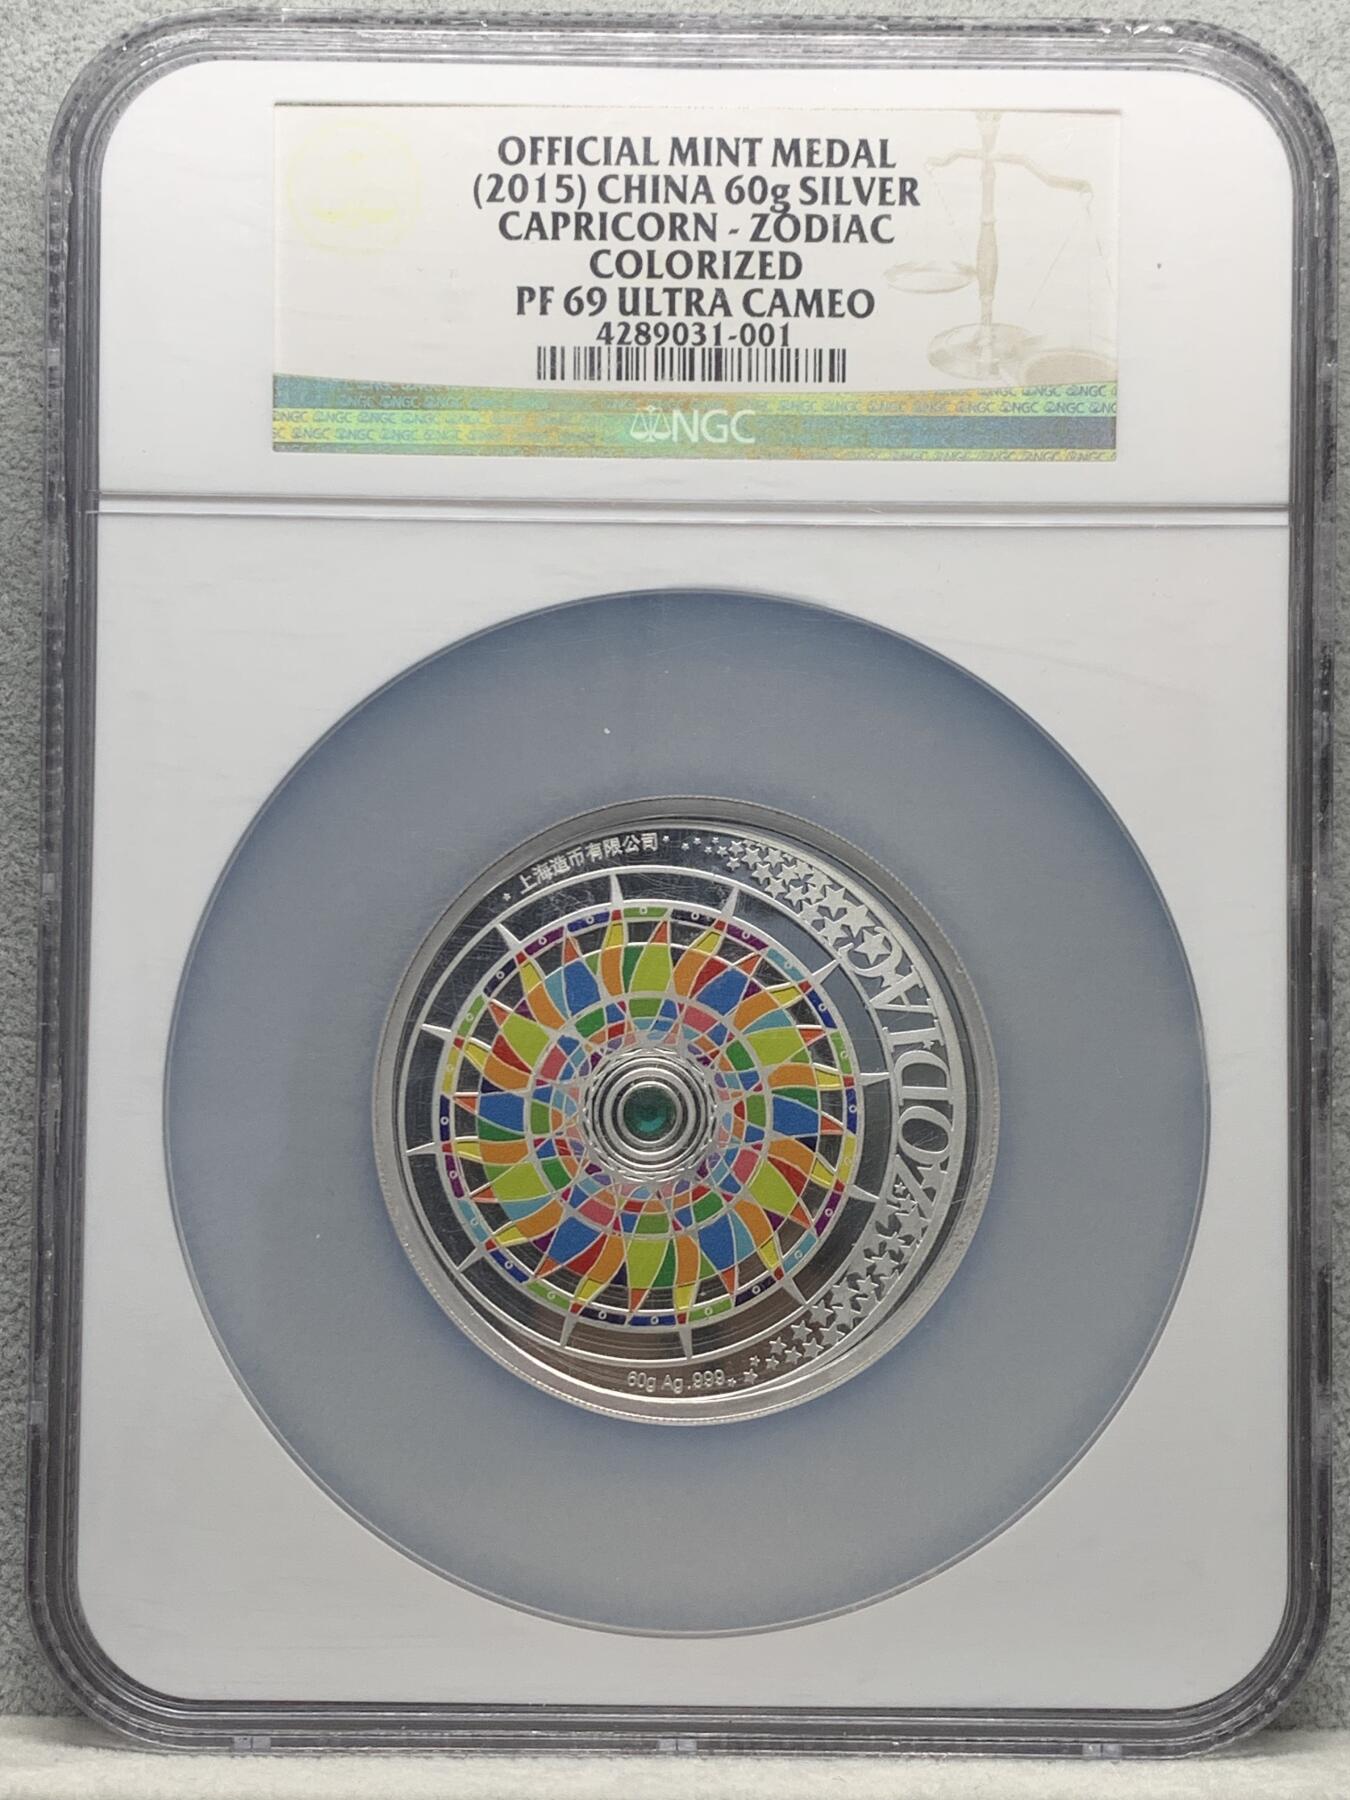 OFFICIAL MINT MEDAL
(2015) CHINA 60g SILVER
CAPRICORN - ZODIAC
COLORIZED
PF 69 ULTRA CAMEO
4289031-001
NGC
上海造币有限公司
ZODIAC
60g Ag .999